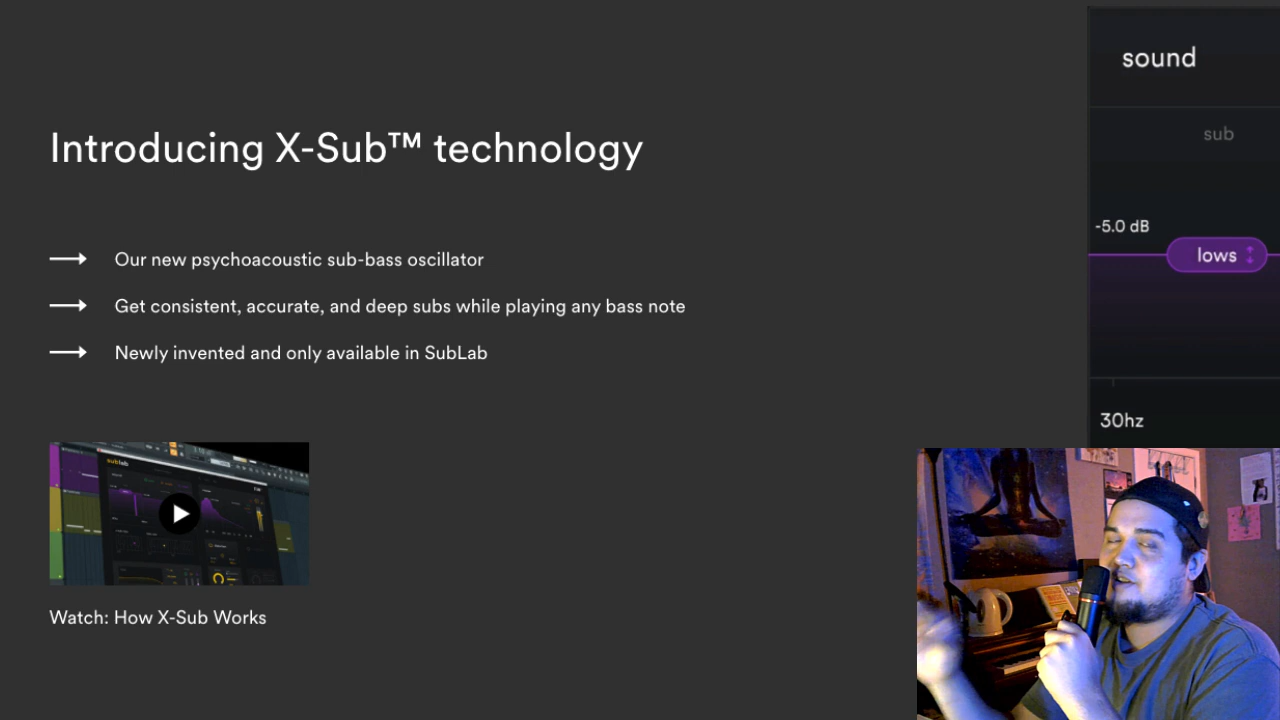 sound
Introducing X-Sub™ technology
sub
-5.0 dB
lows
Our new psychoacoustic sub-bass oscillator
Get consistent, accurate, and deep subs while playing any bass note
Newly invented and only available in SubLab
30hz
sublab
Watch: How X-Sub Works